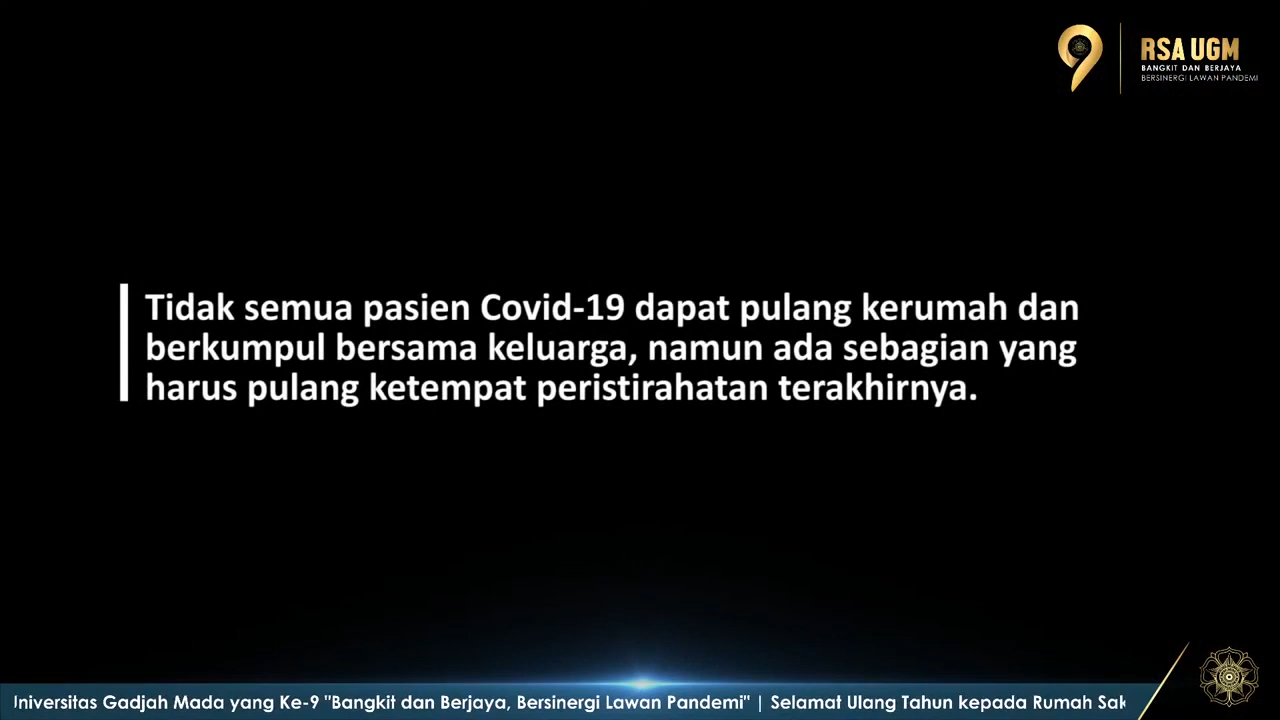 RSA UGM
BANGKIT DAN BERJAYA
BERSINERGI LAWAN PANDEMI
Tidak semua pasien Covid-19 dapat pulang kerumah dan
berkumpul bersama keluarga, namun ada sebagian yang
harus pulang ketempat peristirahatan terakhirnya.
Universitas Gadjah Mada yang Ke-9 "Bangkit dan Berjaya, Bersinergi Lawan Pandemi" | Selamat Ulang Tahun kepada Rumah Sak